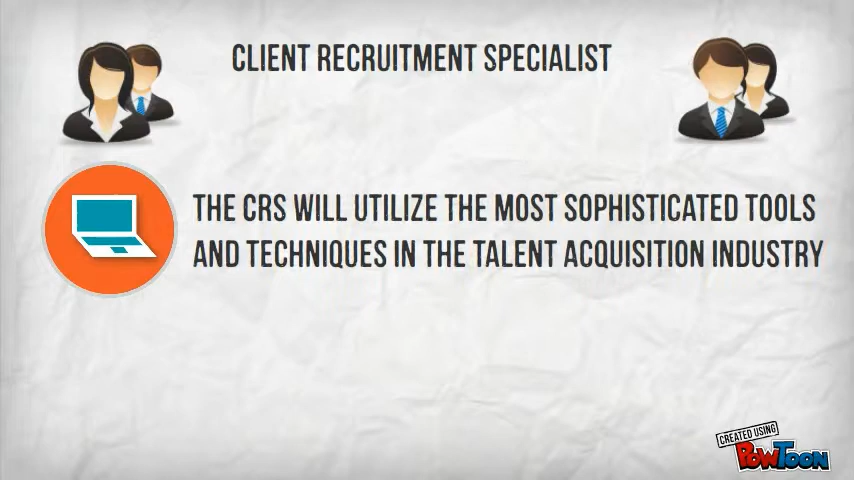 CLIENT RECRUITMENT SPECIALIST
THE CRS WILL UTILIZE THE MOST SOPHISTICATED TOOLS
AND TECHNIQUES IN THE TALENT ACQUISITION INDUSTRY
CREATED USING
POWTOON